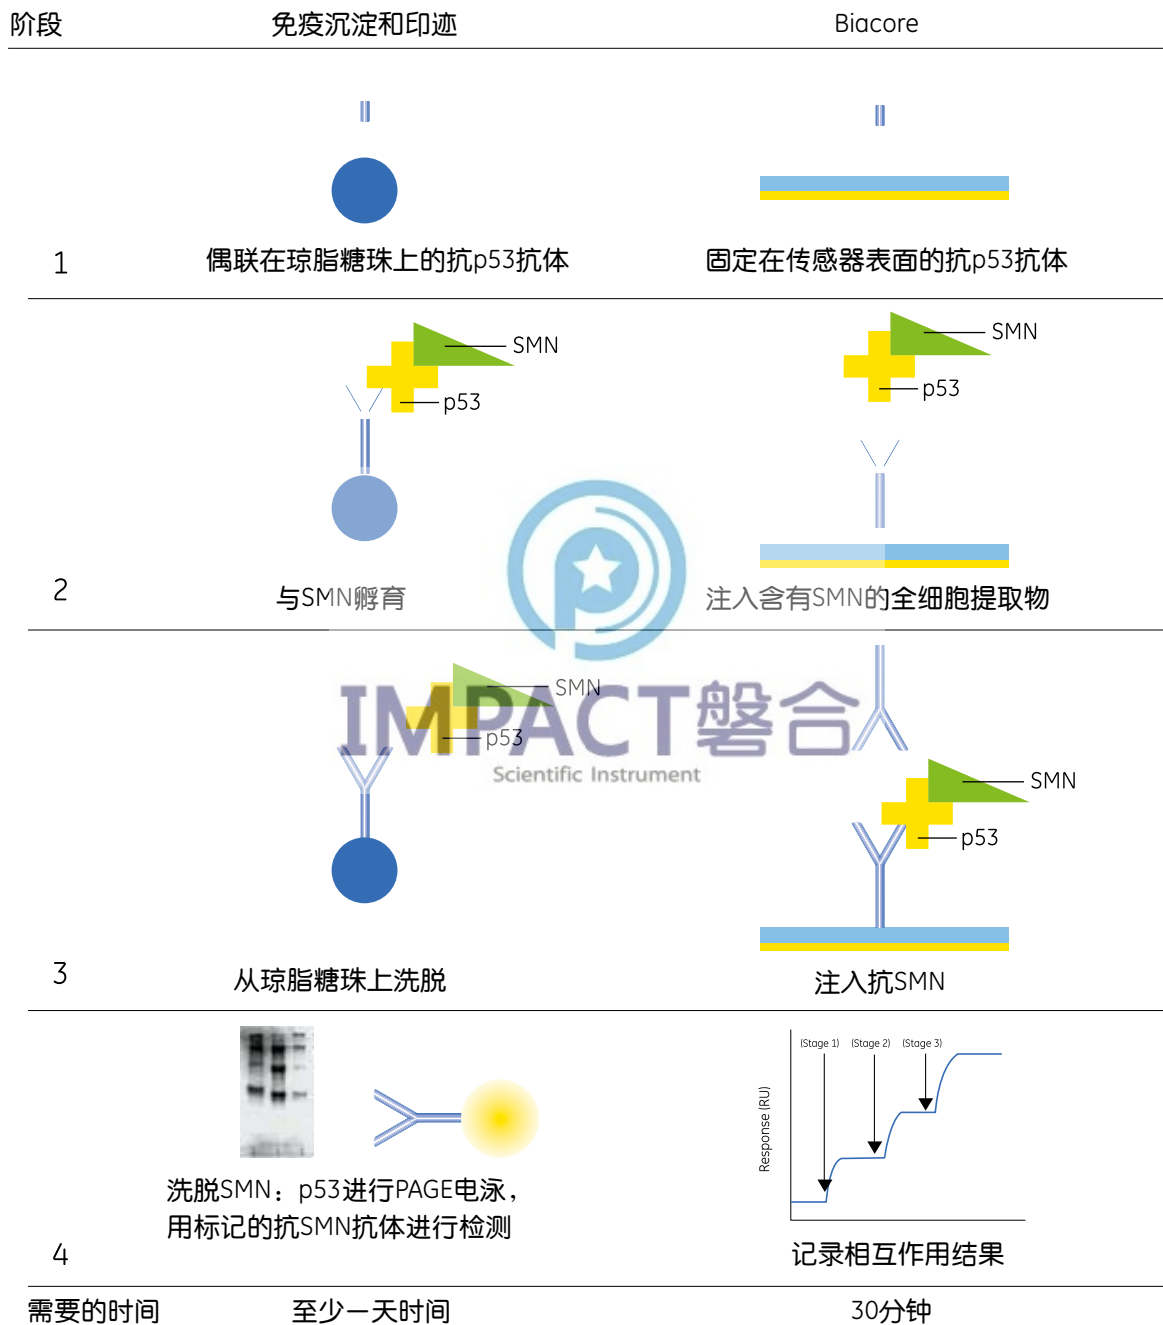 阶段 免疫沉淀和印迹 Biacore
1 偶联在琼脂糖珠上的抗p53抗体 固定在传感器表面的抗p53抗体
SMN
p53
SMN
p53
2 与SMN孵育 注入含有SMN的全细胞提取物
SMN
p53
IMPACT磐合
Scientific Instrument
SMN
p53
3 从琼脂糖珠上洗脱 注入抗SMN
(Stage 1) (Stage 2) (Stage 3)
Response (RU)
洗脱SMN：p53进行PAGE电泳，
用标记的抗SMN抗体进行检测
4 记录相互作用结果
需要的时间 至少一天时间 30分钟